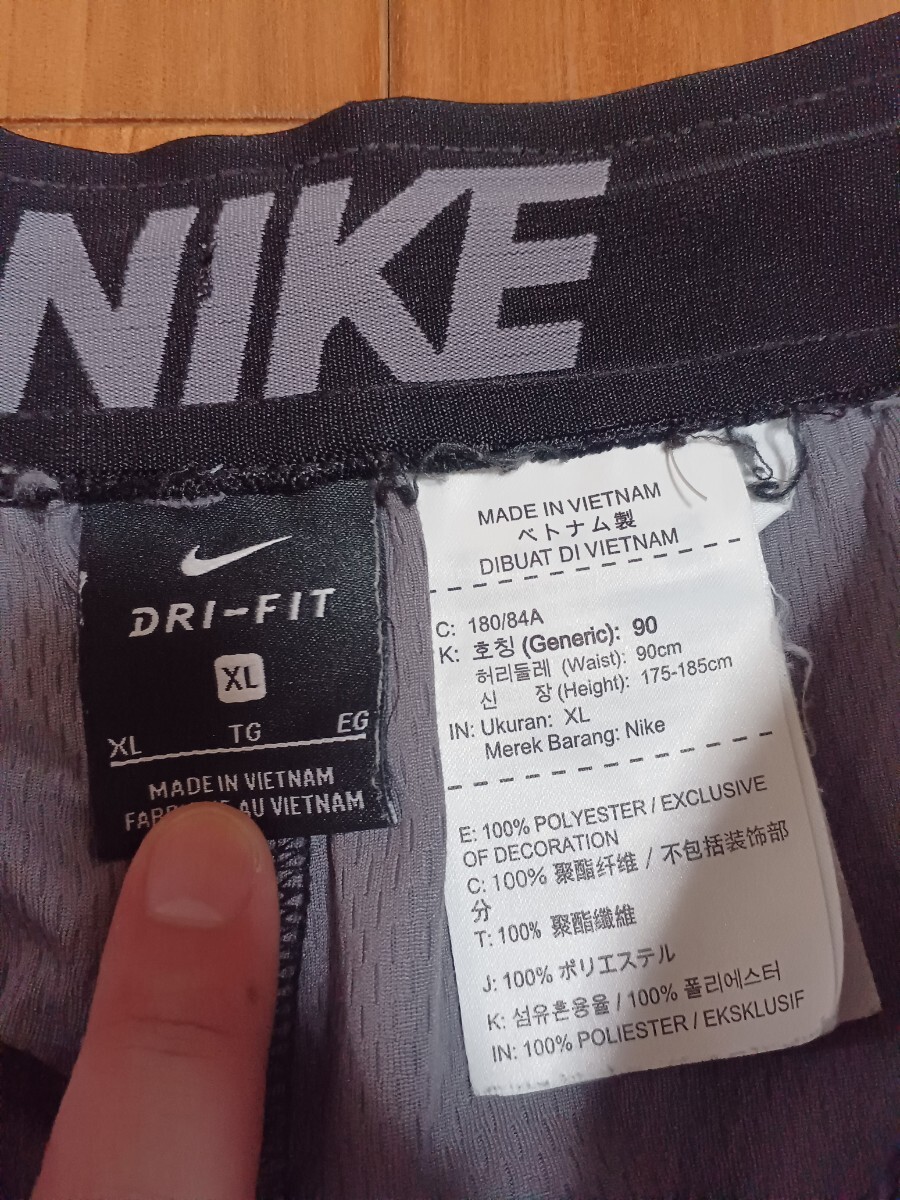 NIKE
DRI-FIT
XL
XL TG EG
MADE IN VIETNAM
AU VIETNAM
MADE IN VIETNAM
ベトナム製
DIBUAT DI VIETNAM
C: 180/84A
K: 호칭 (Generic): 90
허리둘레 (Waist): 90cm
신 장 (Height): 175-185cm
IN: Ukuran: XL
Merek Barang: Nike
E: 100% POLYESTER / EXCLUSIVE
OF DECORATION
C: 100% 聚酯纤维 / 不包括装饰部
分
T: 100% 聚酯纖維
J: 100% ポリエステル
K: 섬유혼용율 / 100% 폴리에스터
IN: 100% POLIESTER / EKSKLUSIF